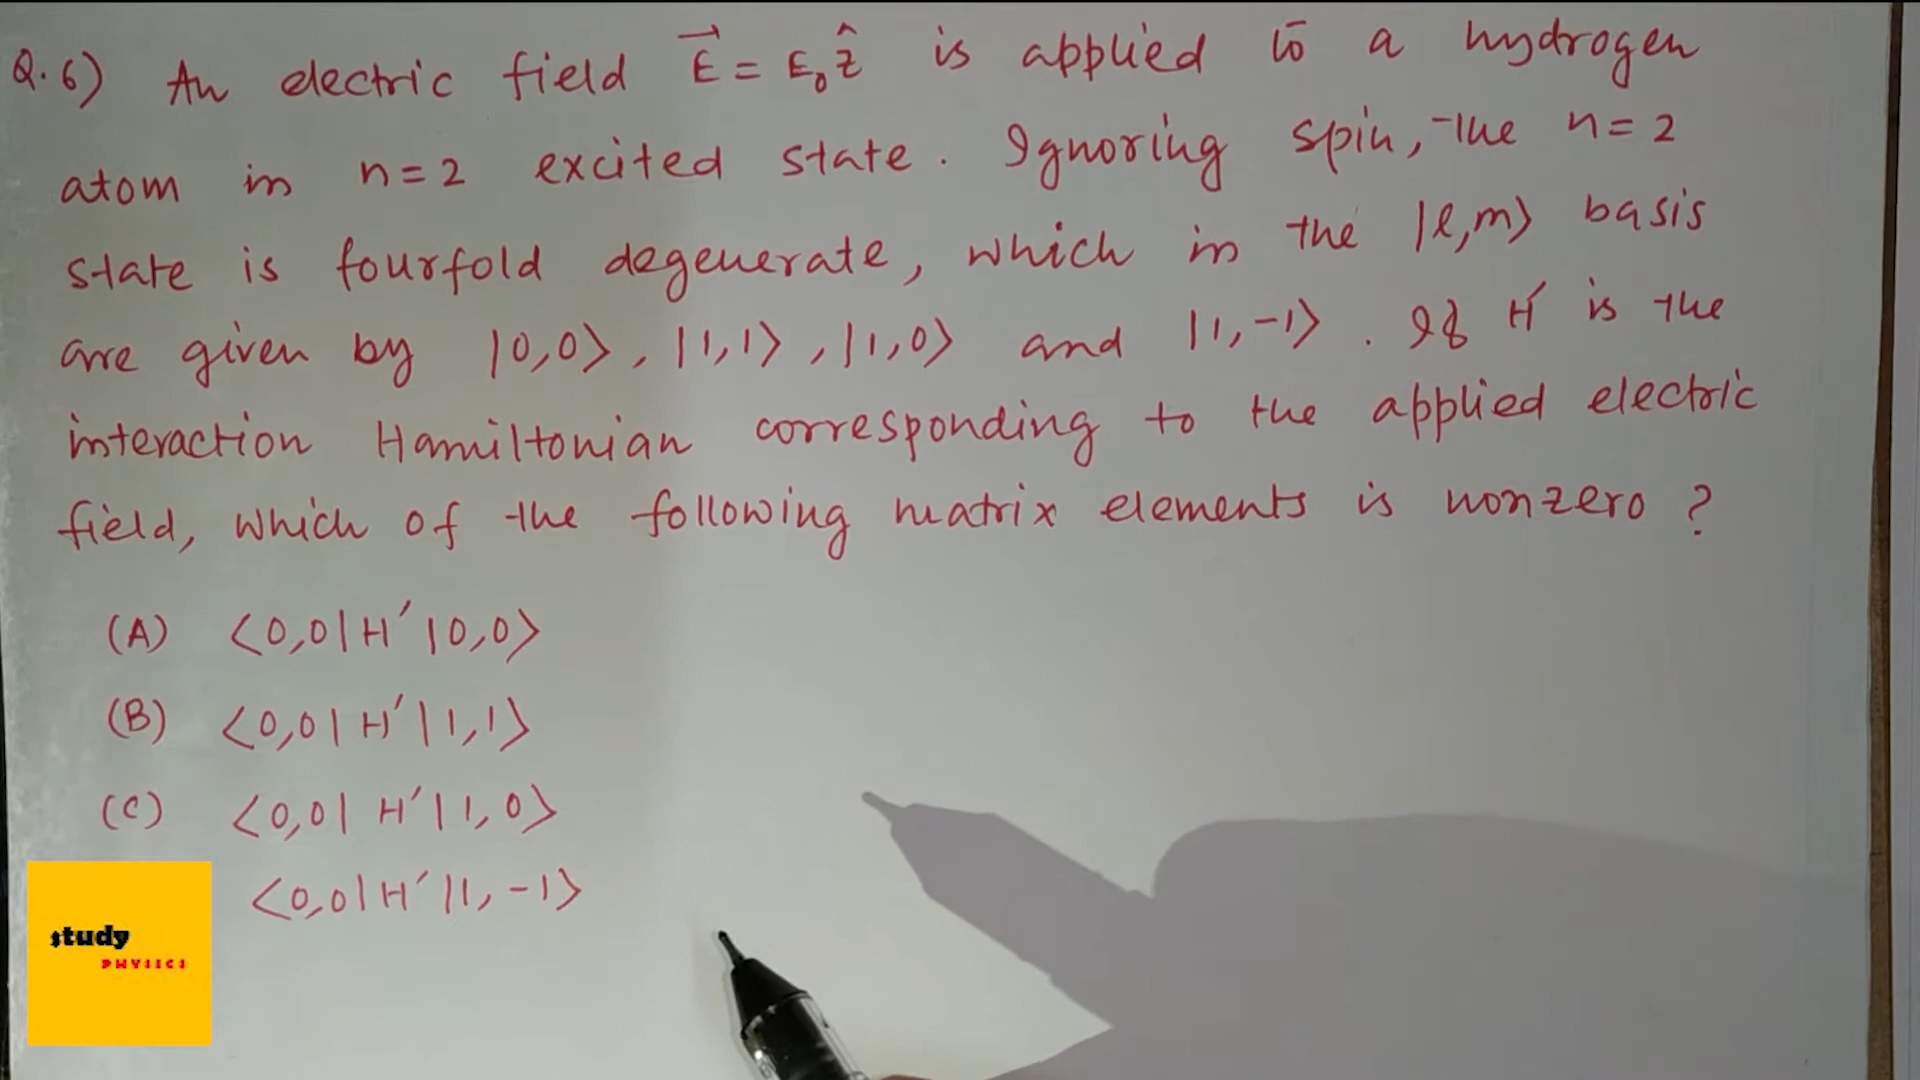 Q.6) An electric field E⃗ = E₀ẑ is applied to a hydrogen
atom in n=2 excited state. Ignoring spin, the n=2
state is fourfold degenerate, which in the |l,m⟩ basis
are given by |0,0⟩, |1,1⟩, |1,0⟩ and |1,-1⟩. If H′ is the
interaction Hamiltonian corresponding to the applied electric
field, which of the following matrix elements is nonzero?
(A) ⟨0,0|H′|0,0⟩
(B) ⟨0,0|H′|1,1⟩
(C) ⟨0,0|H′|1,0⟩
⟨0,0|H′|1,-1⟩
study
PHYSICS